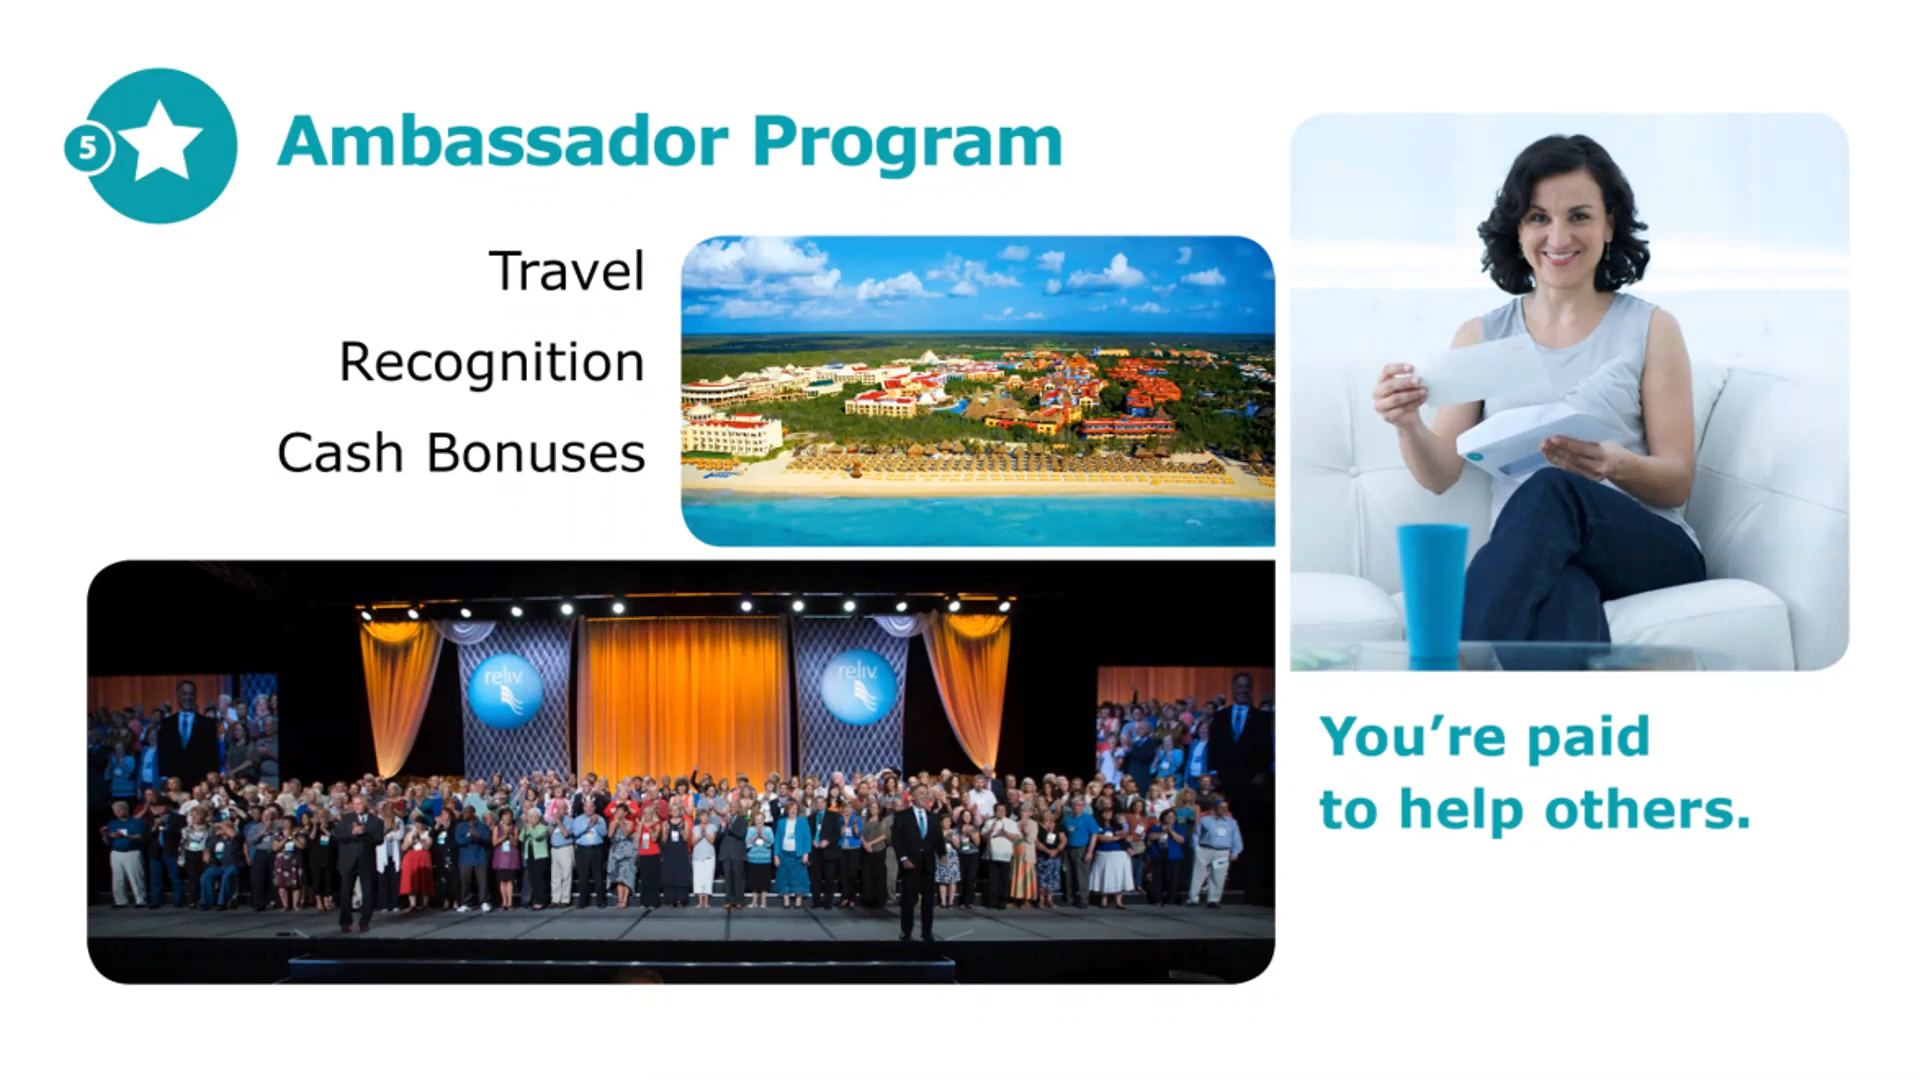 5
Ambassador Program
Travel
Recognition
Cash Bonuses
reliv
reliv
You’re paid
to help others.